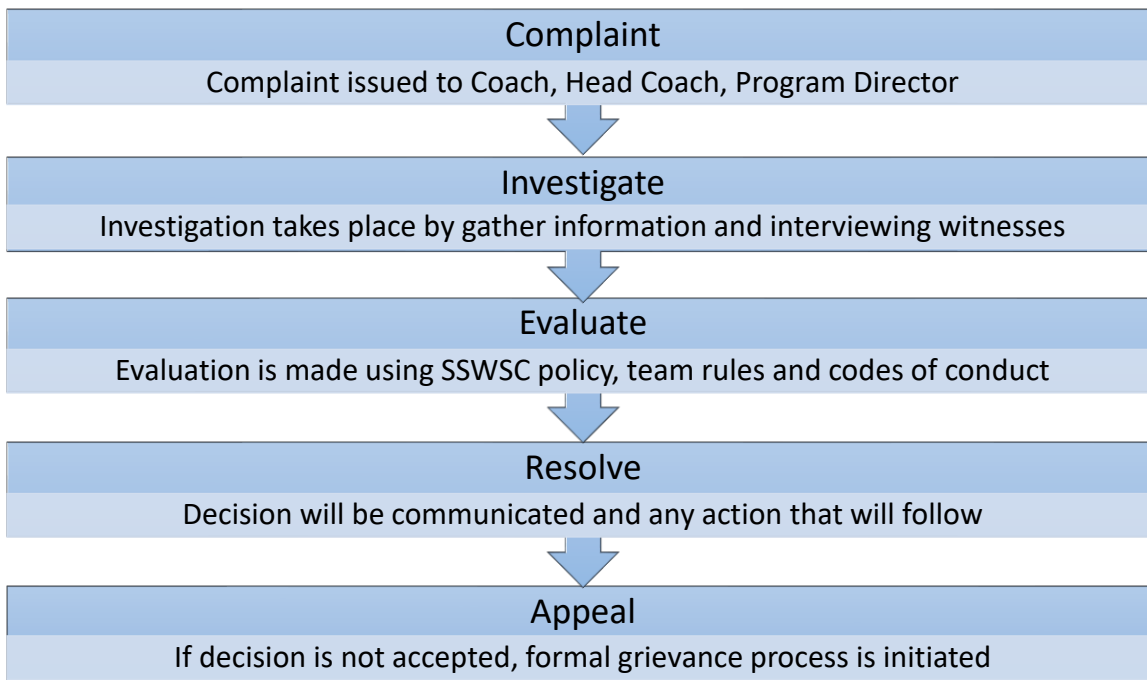 Complaint
Complaint issued to Coach, Head Coach, Program Director
Investigate
Investigation takes place by gather information and interviewing witnesses
Evaluate
Evaluation is made using SSWSC policy, team rules and codes of conduct
Resolve
Decision will be communicated and any action that will follow
Appeal
If decision is not accepted, formal grievance process is initiated